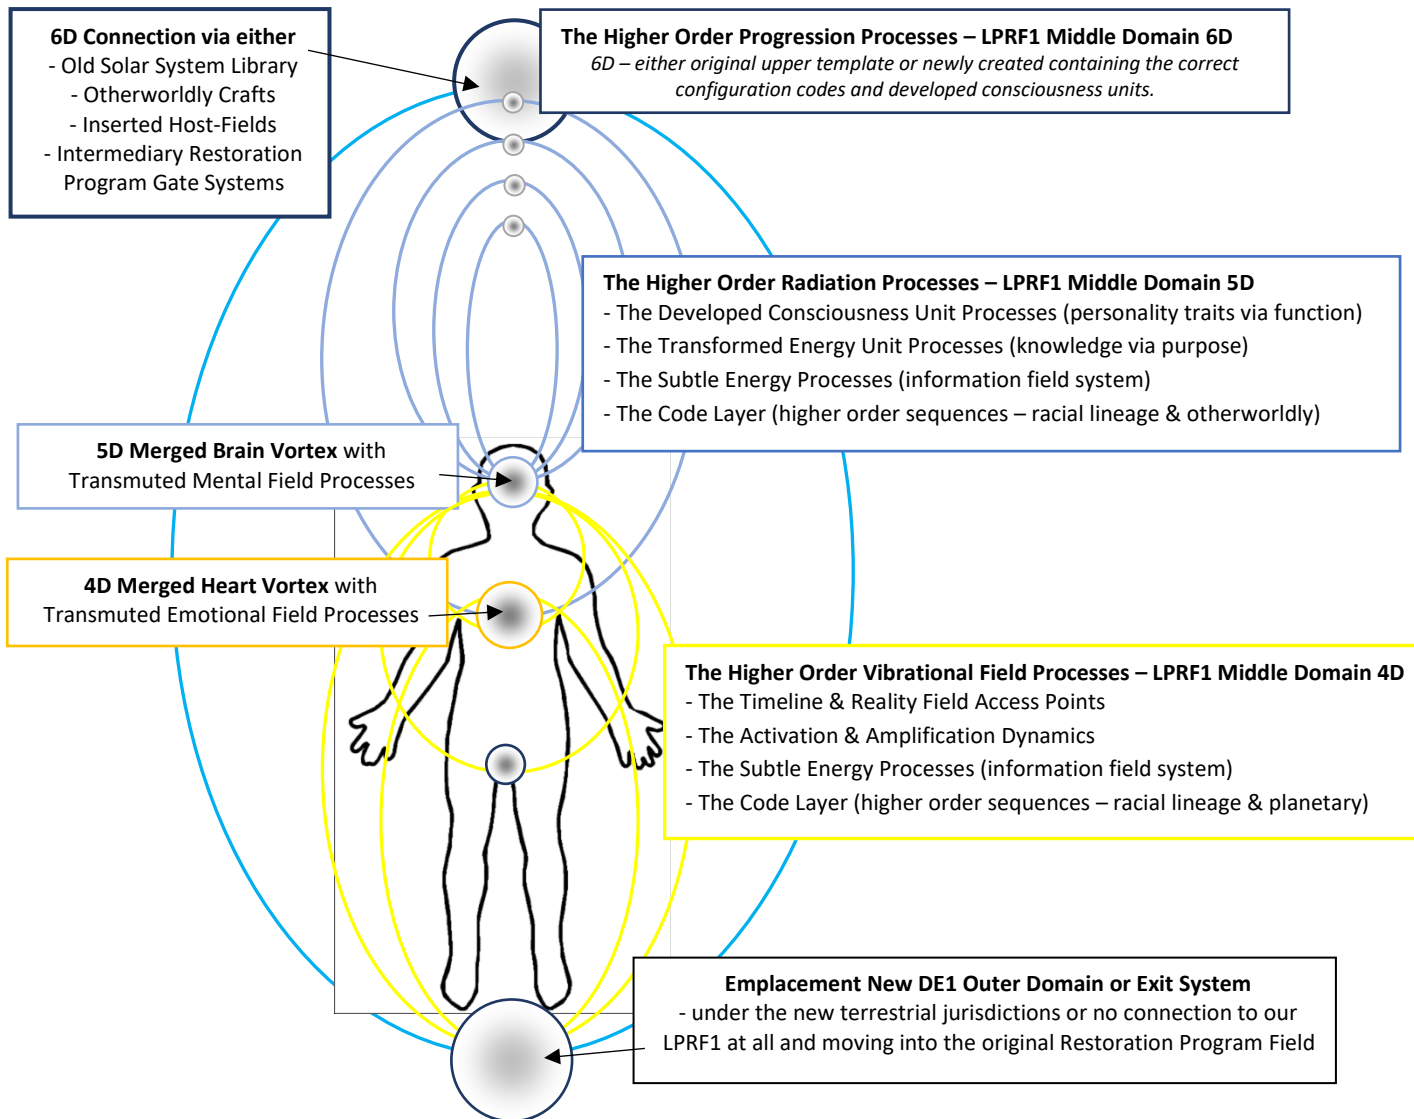 6D Connection via either
- Old Solar System Library
- Otherworldly Crafts
- Inserted Host-Fields
- Intermediary Restoration
Program Gate Systems
The Higher Order Progression Processes – LPRF1 Middle Domain 6D
6D – either original upper template or newly created containing the correct
configuration codes and developed consciousness units.
The Higher Order Radiation Processes – LPRF1 Middle Domain 5D
- The Developed Consciousness Unit Processes (personality traits via function)
- The Transformed Energy Unit Processes (knowledge via purpose)
- The Subtle Energy Processes (information field system)
- The Code Layer (higher order sequences – racial lineage & otherworldly)
5D Merged Brain Vortex with
Transmuted Mental Field Processes
4D Merged Heart Vortex with
Transmuted Emotional Field Processes
The Higher Order Vibrational Field Processes – LPRF1 Middle Domain 4D
- The Timeline & Reality Field Access Points
- The Activation & Amplification Dynamics
- The Subtle Energy Processes (information field system)
- The Code Layer (higher order sequences – racial lineage & planetary)
Emplacement New DE1 Outer Domain or Exit System
- under the new terrestrial jurisdictions or no connection to our
LPRF1 at all and moving into the original Restoration Program Field